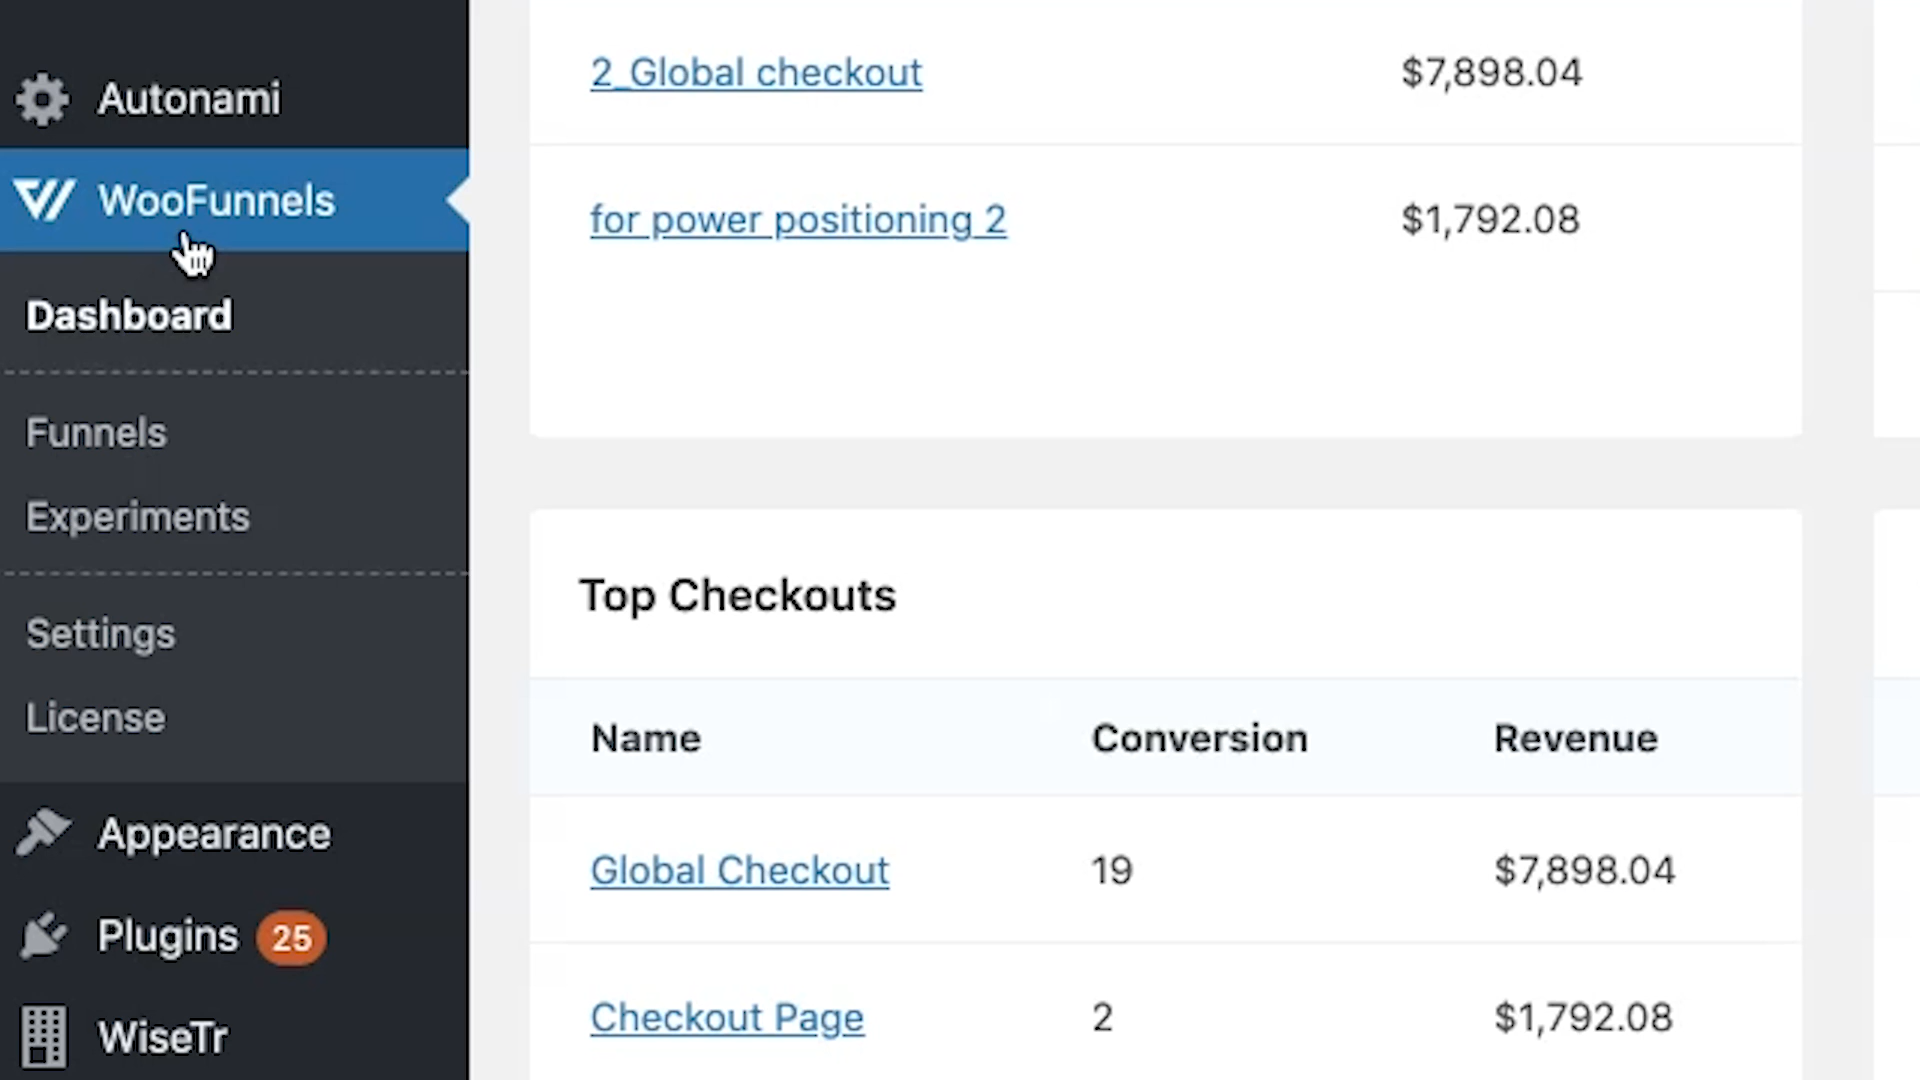 Autonami
WooFunnels
Dashboard
Funnels
Experiments
Settings
License
Appearance
Plugins 25
WiseTr
2_Global checkout $7,898.04
for power positioning 2 $1,792.08
Top Checkouts
Name Conversion Revenue
Global Checkout 19 $7,898.04
Checkout Page 2 $1,792.08